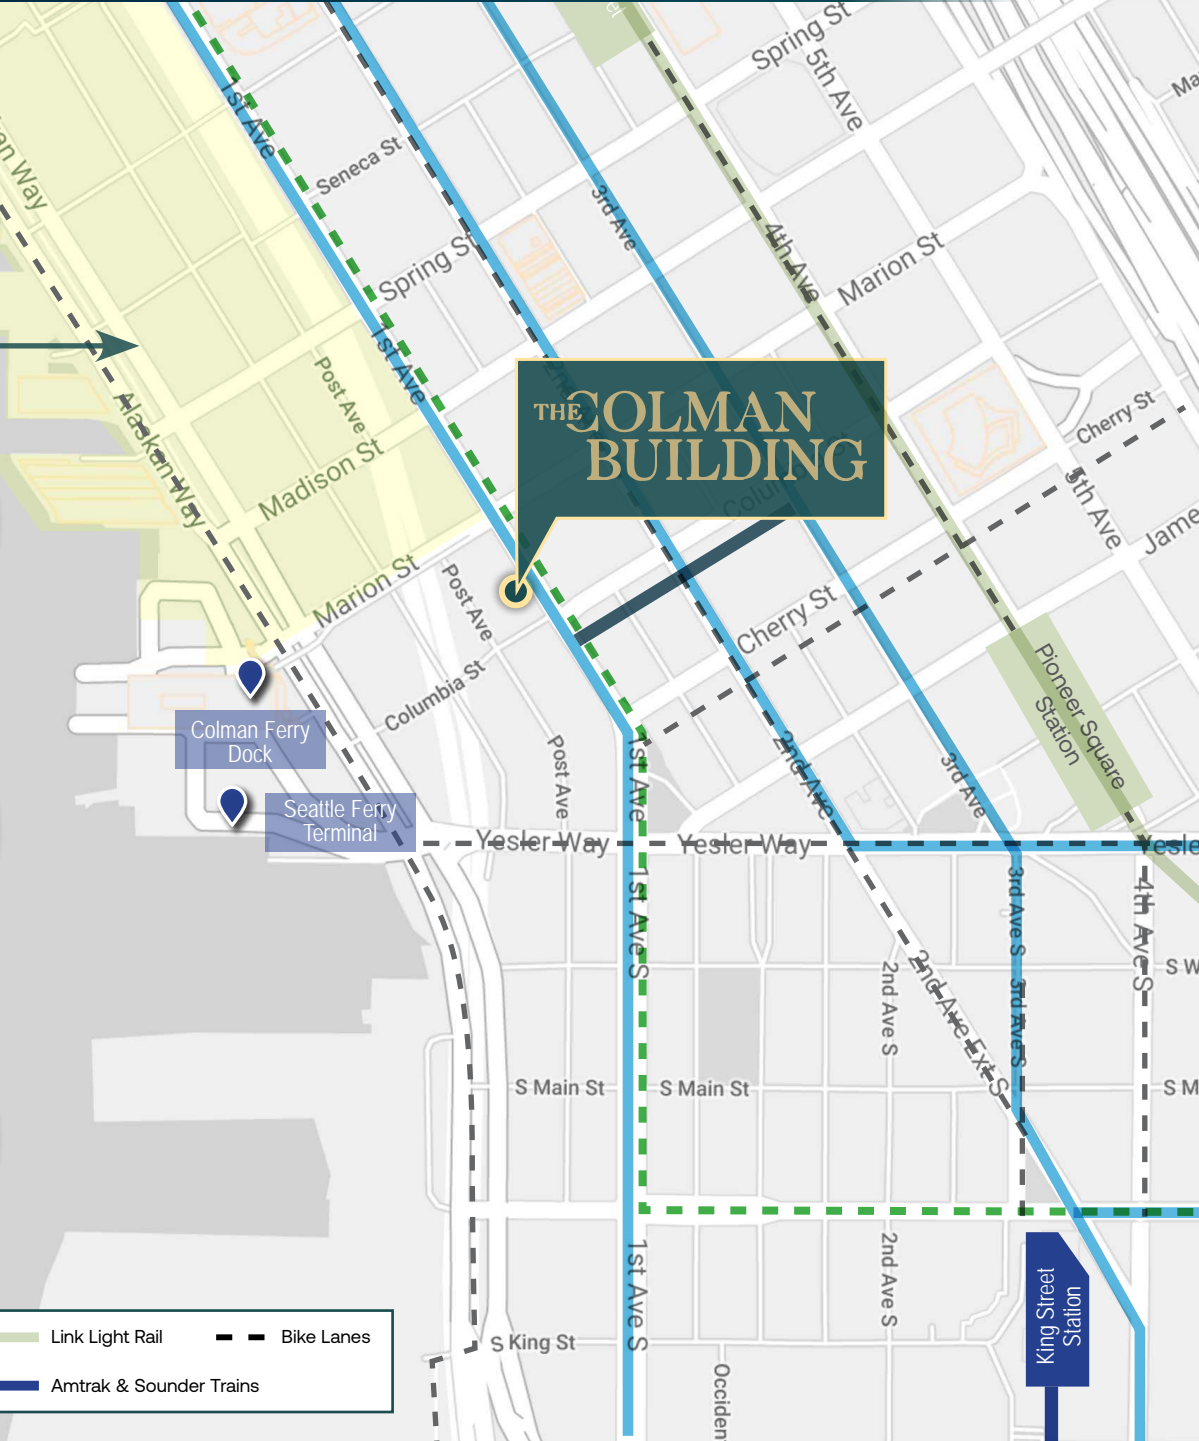 Spring St
5th Ave
1st Ave
Seneca St
3rd Ave
4th Ave
Marion St
Spring St
1st Ave
Post Ave
THE COLMAN
BUILDING
Alaskan Way
Madison St
Cherry St
5th Ave
Marion St
Post Ave
Cherry St
Columbia St
Pioneer Square
Station
Colman Ferry
Dock
Post Ave
1st Ave
2nd Ave
3rd Ave
Seattle Ferry
Terminal
Yesler Way
Yesler Way
1st Ave S
3rd Ave S
4th Ave S
2nd Ave S
2nd Ave Ext S
3rd Ave S
S Main St
S Main St
1st Ave S
2nd Ave S
King Street
Station
S King St
Link Light Rail
Bike Lanes
Amtrak & Sounder Trains